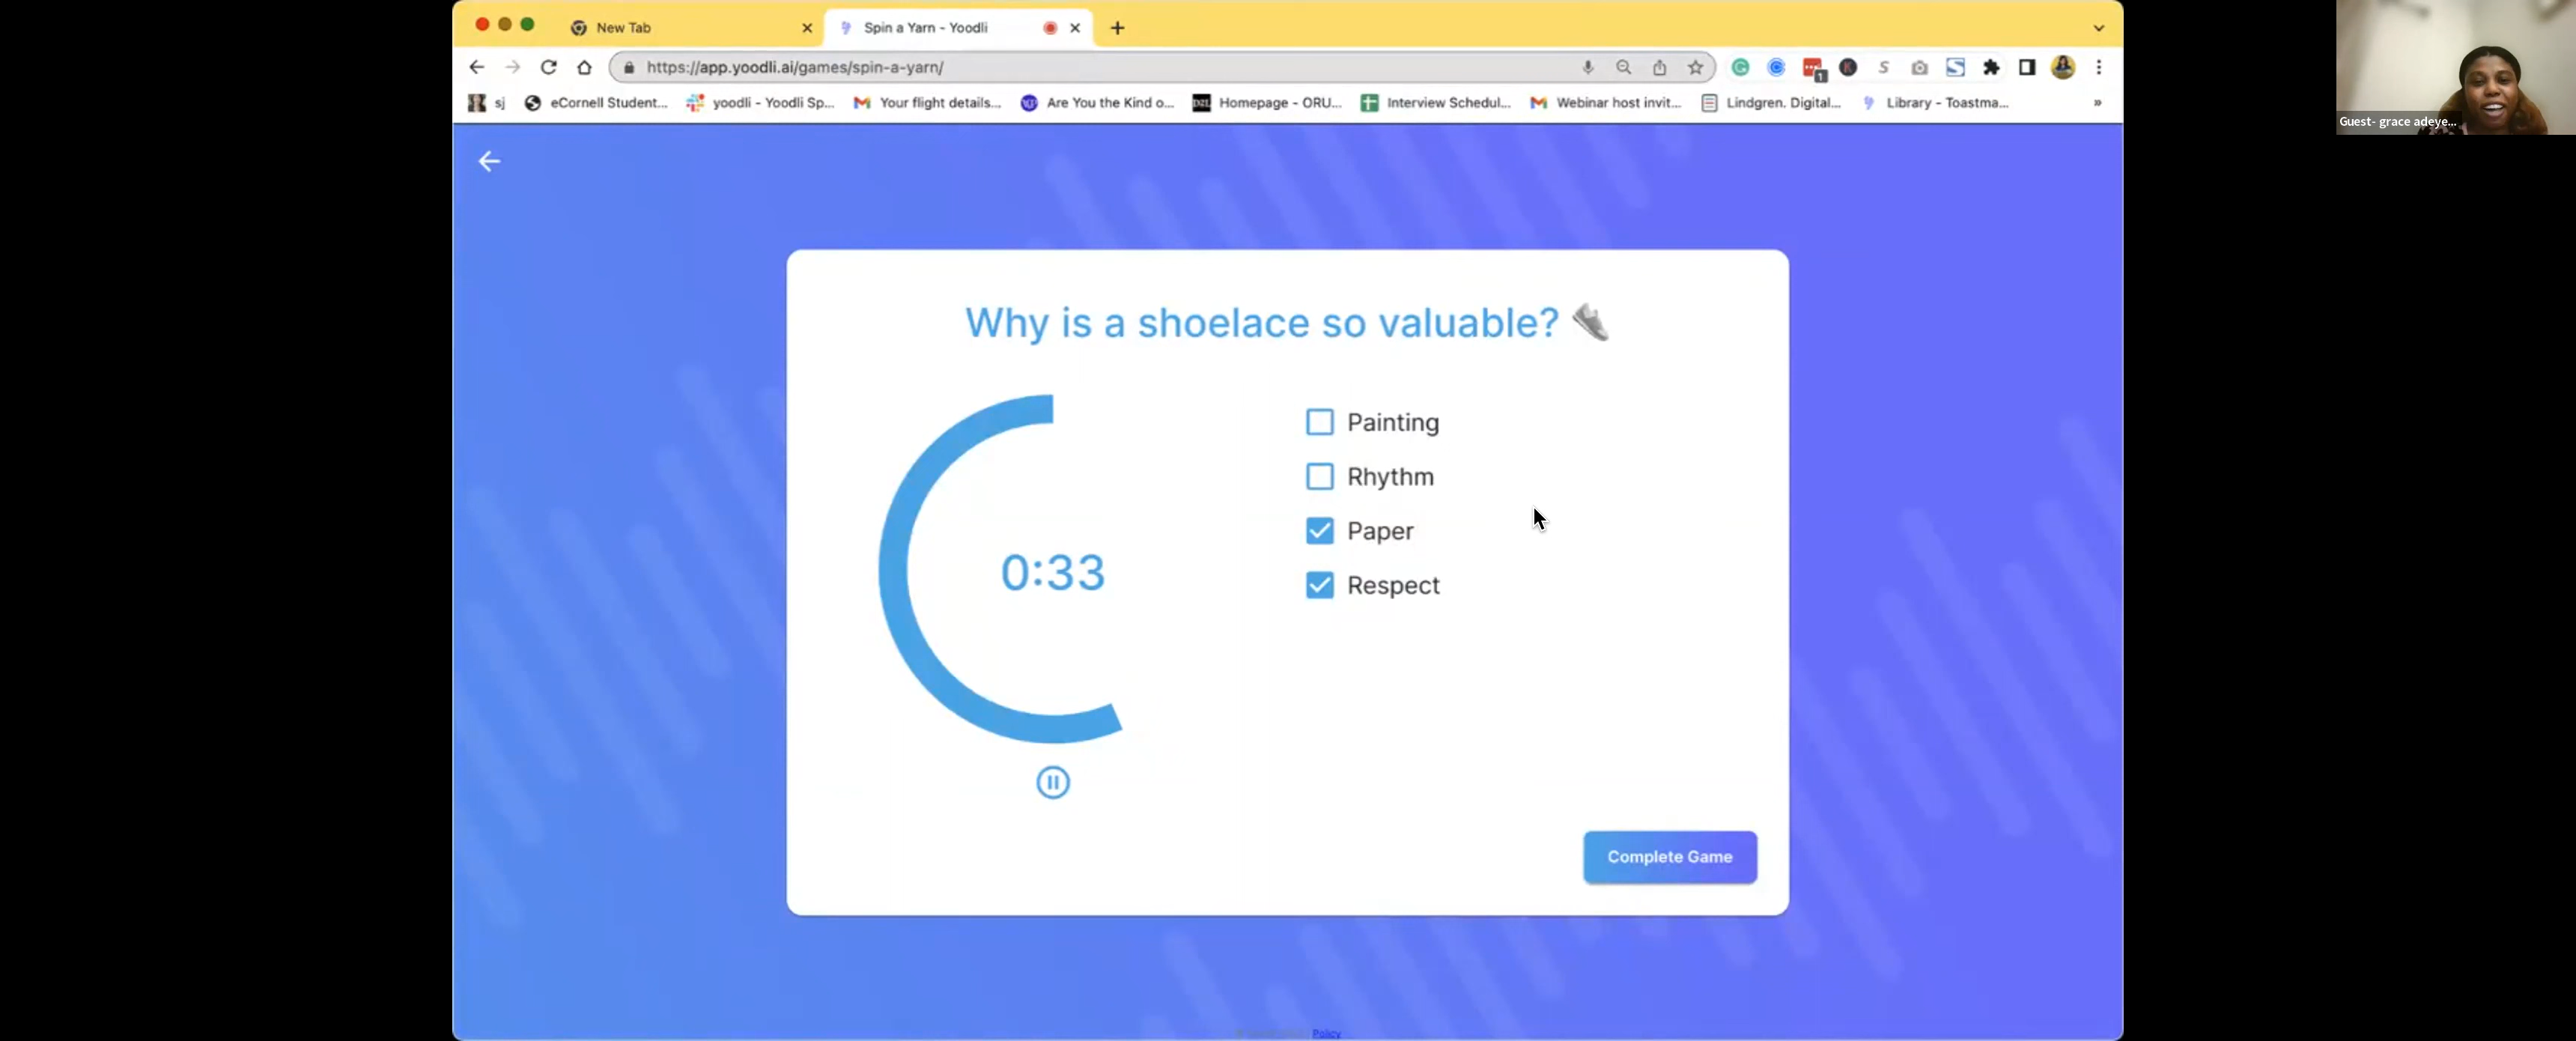 New Tab
Spin a Yarn - Yoodli
https://app.yoodli.ai/games/spin-a-yarn/
1
sj
eCornell Student...
yoodli - Yoodli Sp...
Your flight details...
Are You the Kind o...
Homepage - ORU...
Interview Schedul...
Webinar host invit...
Lindgren. Digital...
Library - Toastma...
»
Guest- grace adeye...
Why is a shoelace so valuable?
0:33
Painting
Rhythm
Paper
Respect
Complete Game
Policy